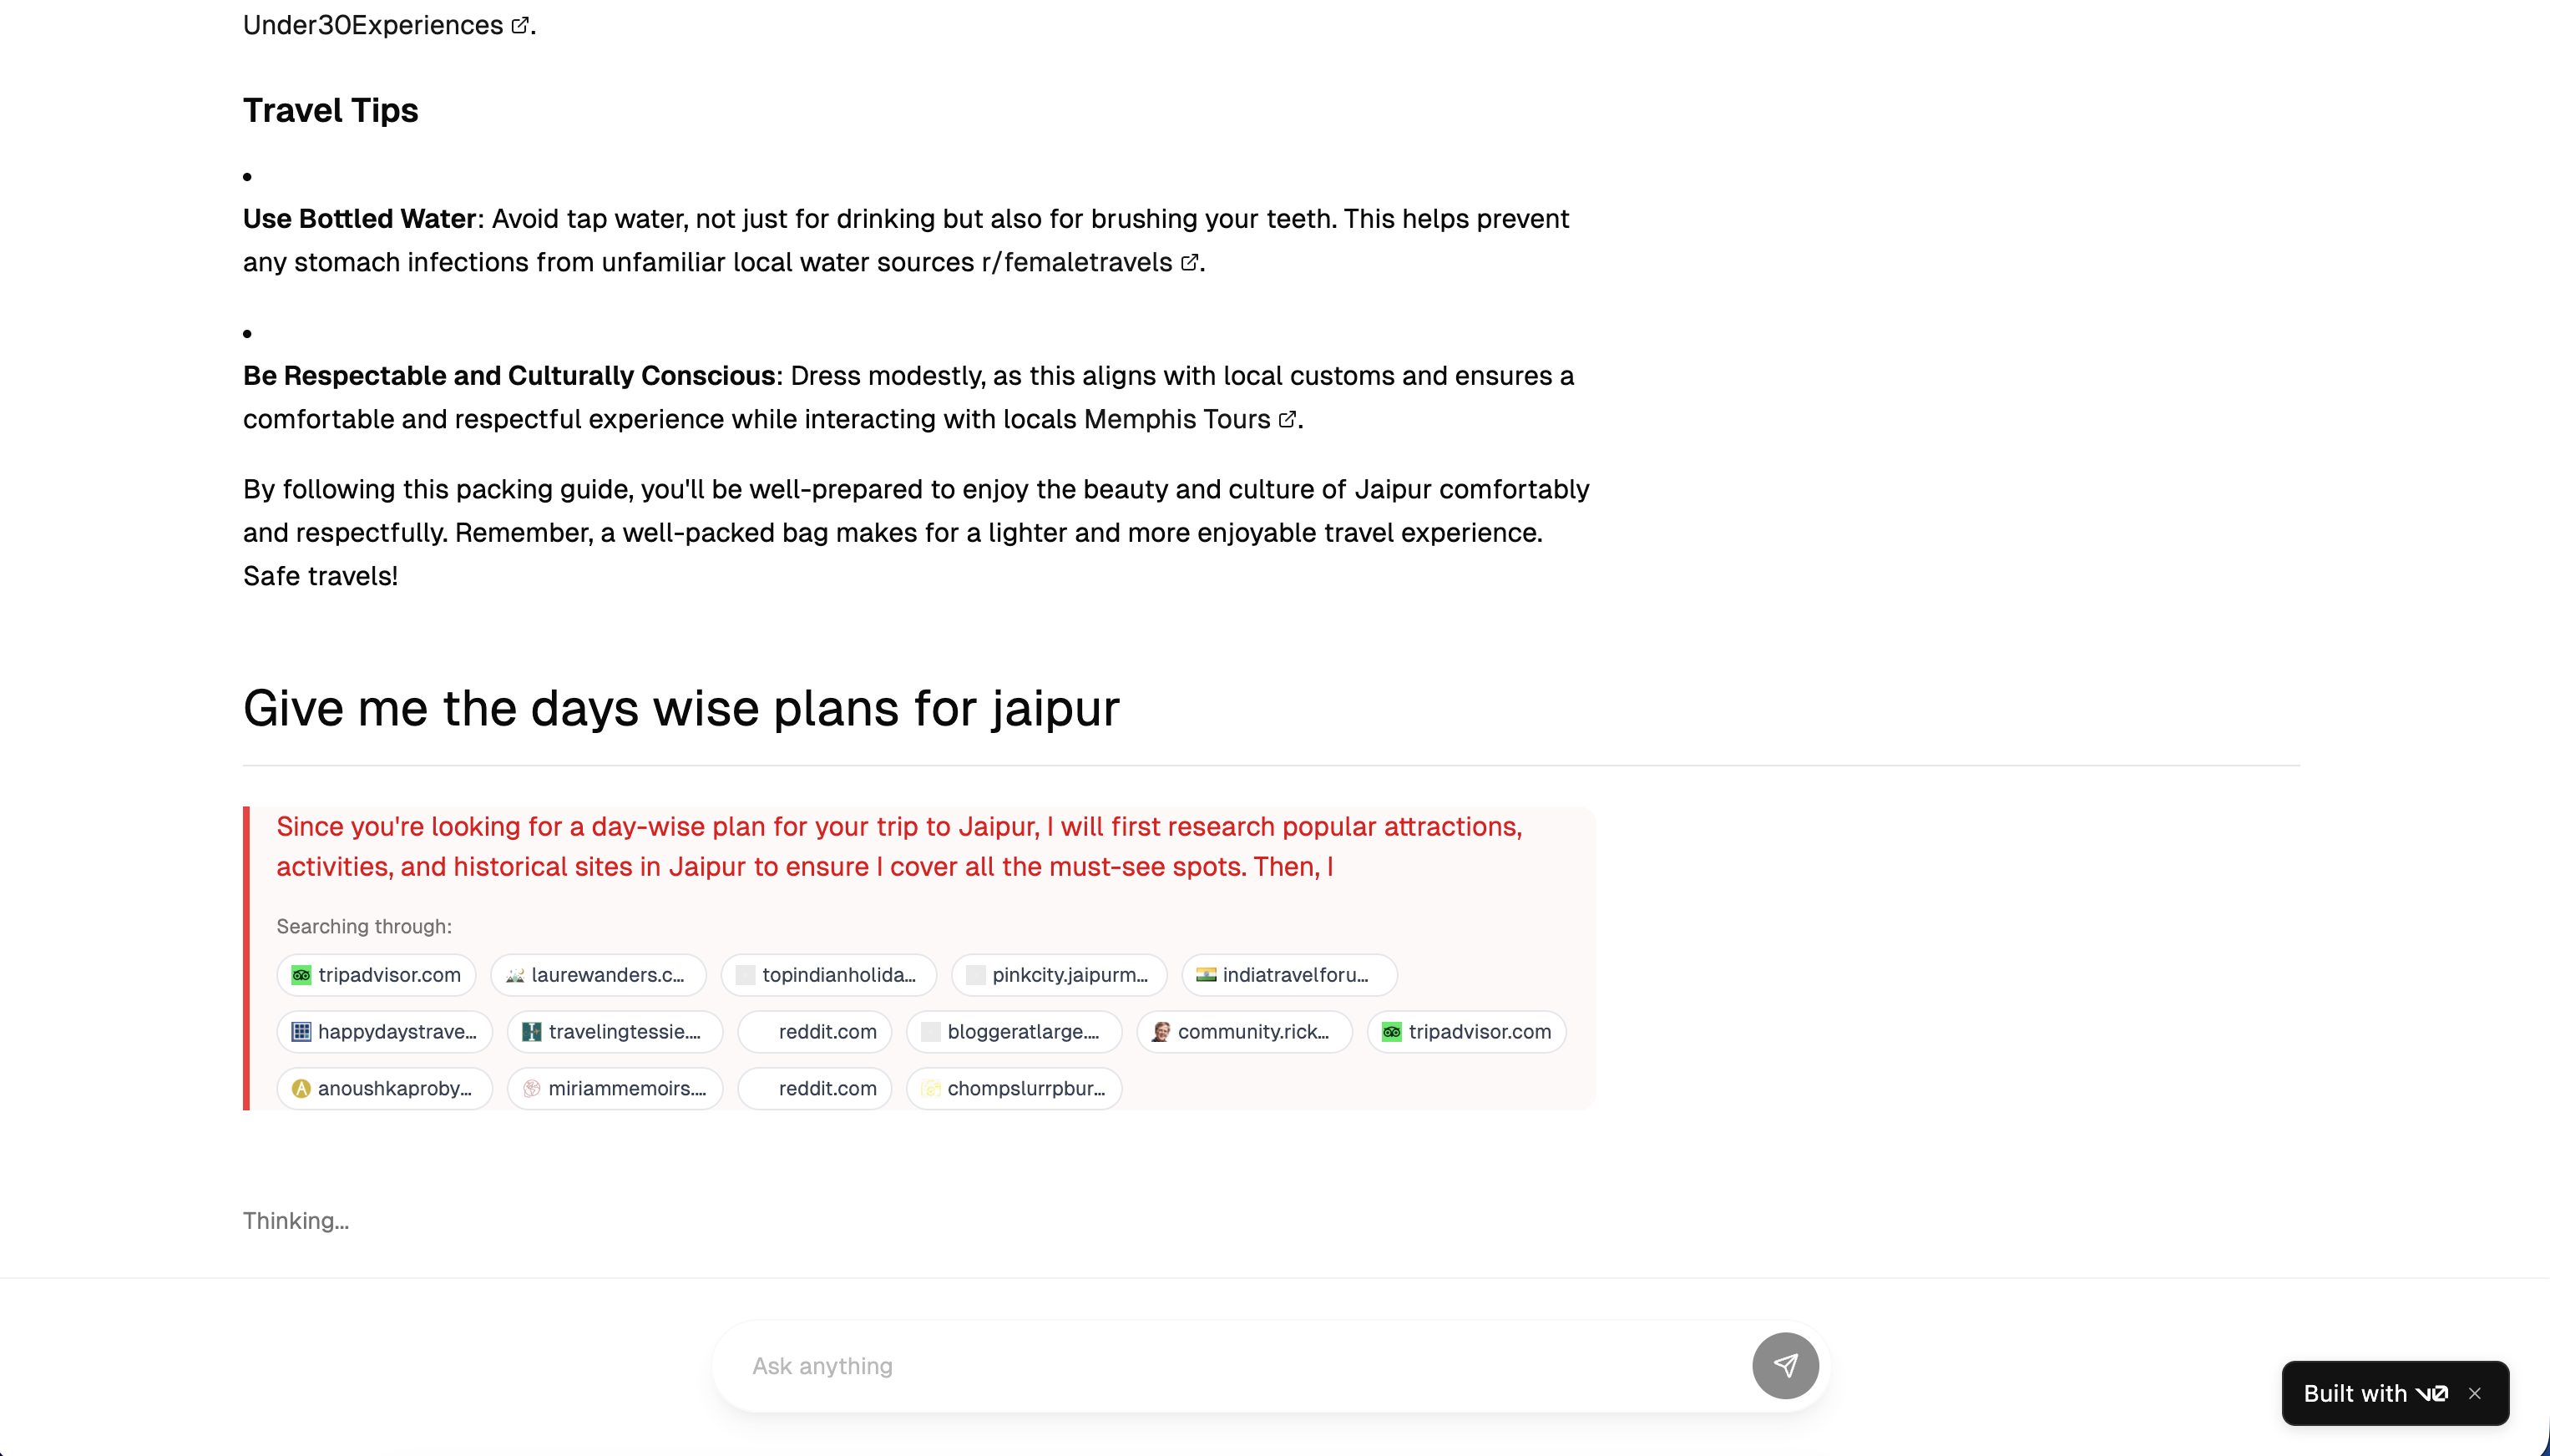 Under30Experiences.
Travel Tips
•
Use Bottled Water: Avoid tap water, not just for drinking but also for brushing your teeth. This helps prevent
any stomach infections from unfamiliar local water sources r/femaletravels.
•
Be Respectable and Culturally Conscious: Dress modestly, as this aligns with local customs and ensures a
comfortable and respectful experience while interacting with locals Memphis Tours.
By following this packing guide, you'll be well-prepared to enjoy the beauty and culture of Jaipur comfortably
and respectfully. Remember, a well-packed bag makes for a lighter and more enjoyable travel experience.
Safe travels!
Give me the days wise plans for jaipur
Since you're looking for a day-wise plan for your trip to Jaipur, I will first research popular attractions,
activities, and historical sites in Jaipur to ensure I cover all the must-see spots. Then, I
Searching through:
tripadvisor.com laurewanders.c... topindianholida... pinkcity.jaipurm... indiatravelforu...
happydaystrave... travelingtessie.... reddit.com bloggeratlarge.... community.rick... tripadvisor.com
anoushkaproby... miriammemoirs.... reddit.com chompslurrpbur...
Thinking...
Ask anything
Built with v0